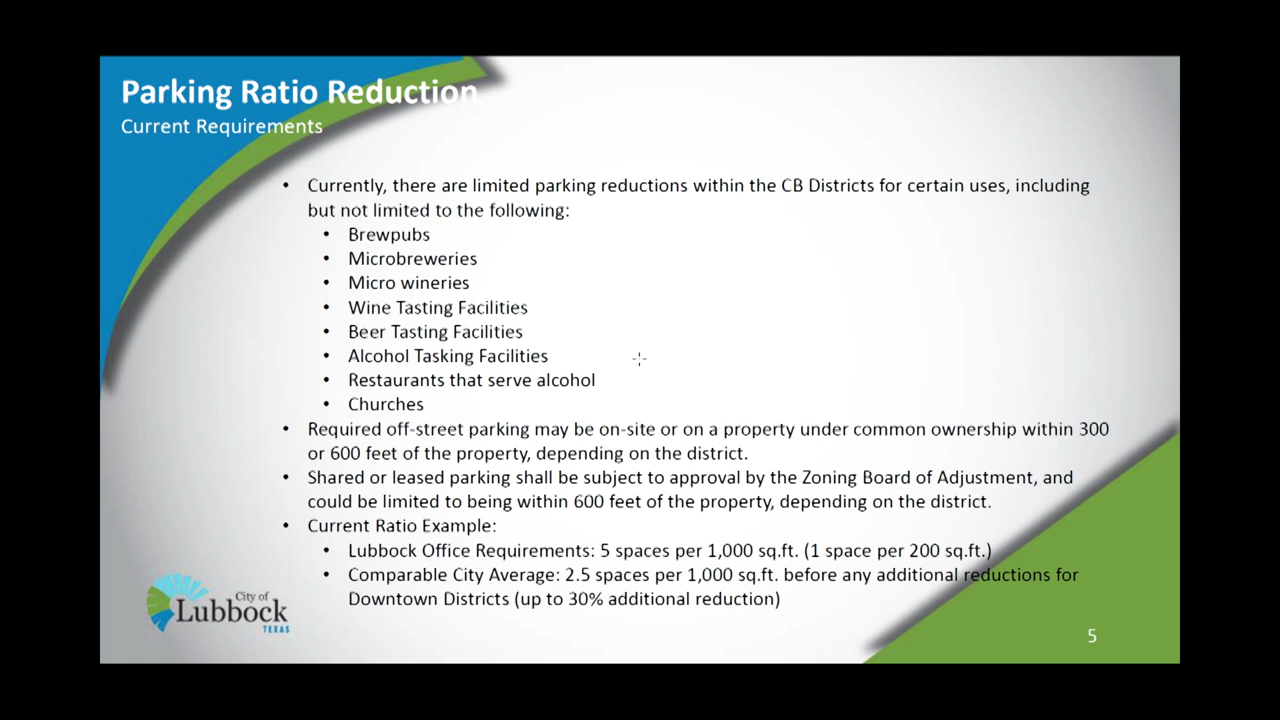 Parking Ratio Reduction
Current Requirements
• Currently, there are limited parking reductions within the CB Districts for certain uses, including
but not limited to the following:
• Brewpubs
• Microbreweries
• Micro wineries
• Wine Tasting Facilities
• Beer Tasting Facilities
• Alcohol Tasking Facilities
• Restaurants that serve alcohol
• Churches
• Required off-street parking may be on-site or on a property under common ownership within 300
or 600 feet of the property, depending on the district.
• Shared or leased parking shall be subject to approval by the Zoning Board of Adjustment, and
could be limited to being within 600 feet of the property, depending on the district.
• Current Ratio Example:
• Lubbock Office Requirements: 5 spaces per 1,000 sq.ft. (1 space per 200 sq.ft.)
• Comparable City Average: 2.5 spaces per 1,000 sq.ft. before any additional reductions for
Downtown Districts (up to 30% additional reduction)
City of
Lubbock
TEXAS
5